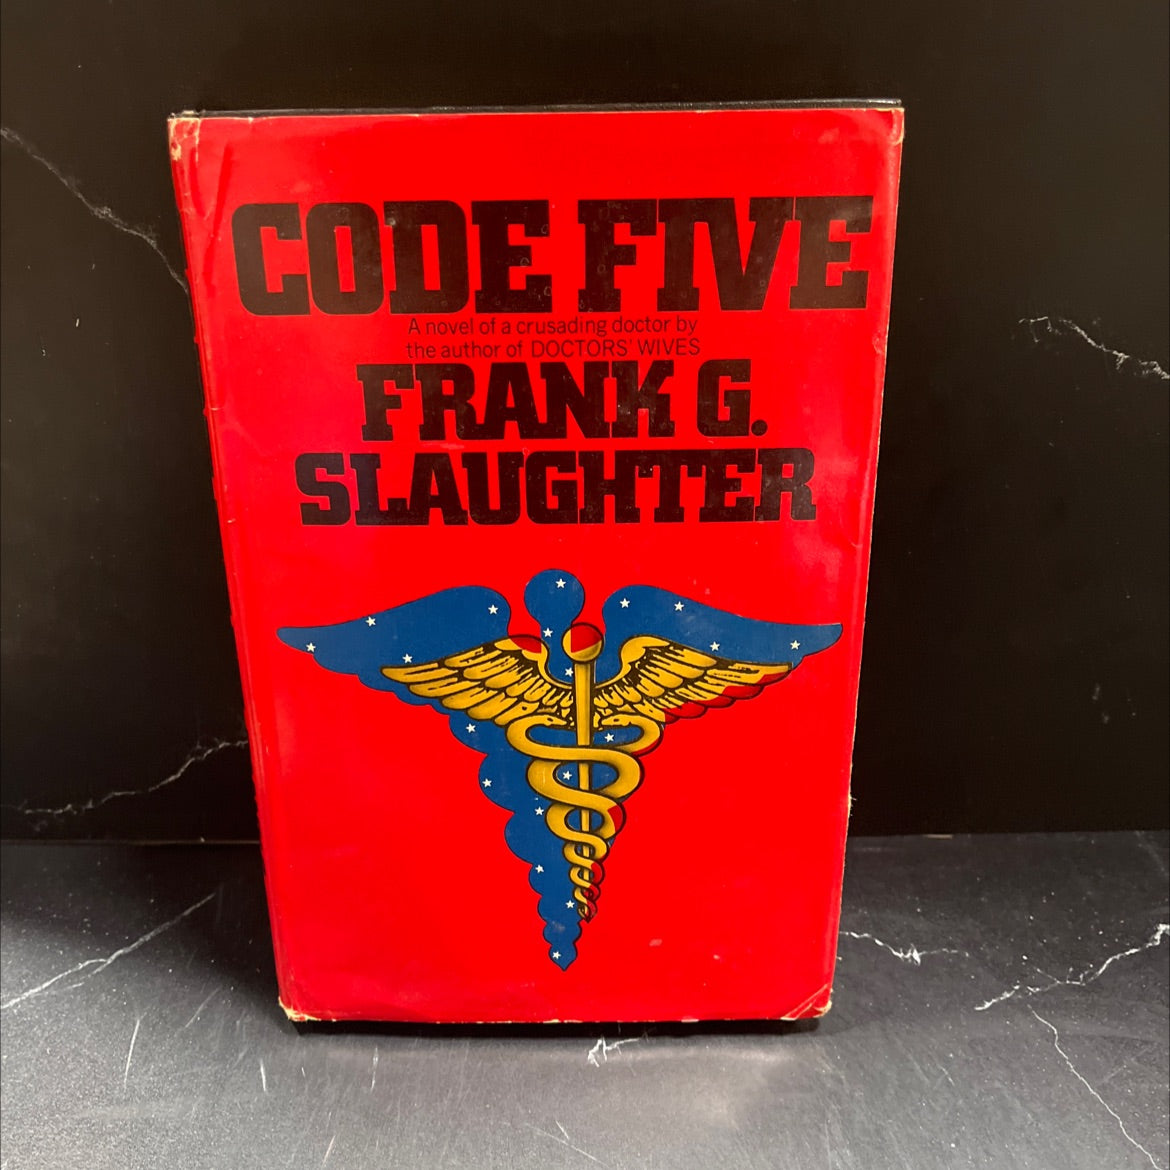 CODE FIVE
A novel of a crusading doctor by
the author of DOCTORS' WIVES
FRANK G.
SLAUGHTER